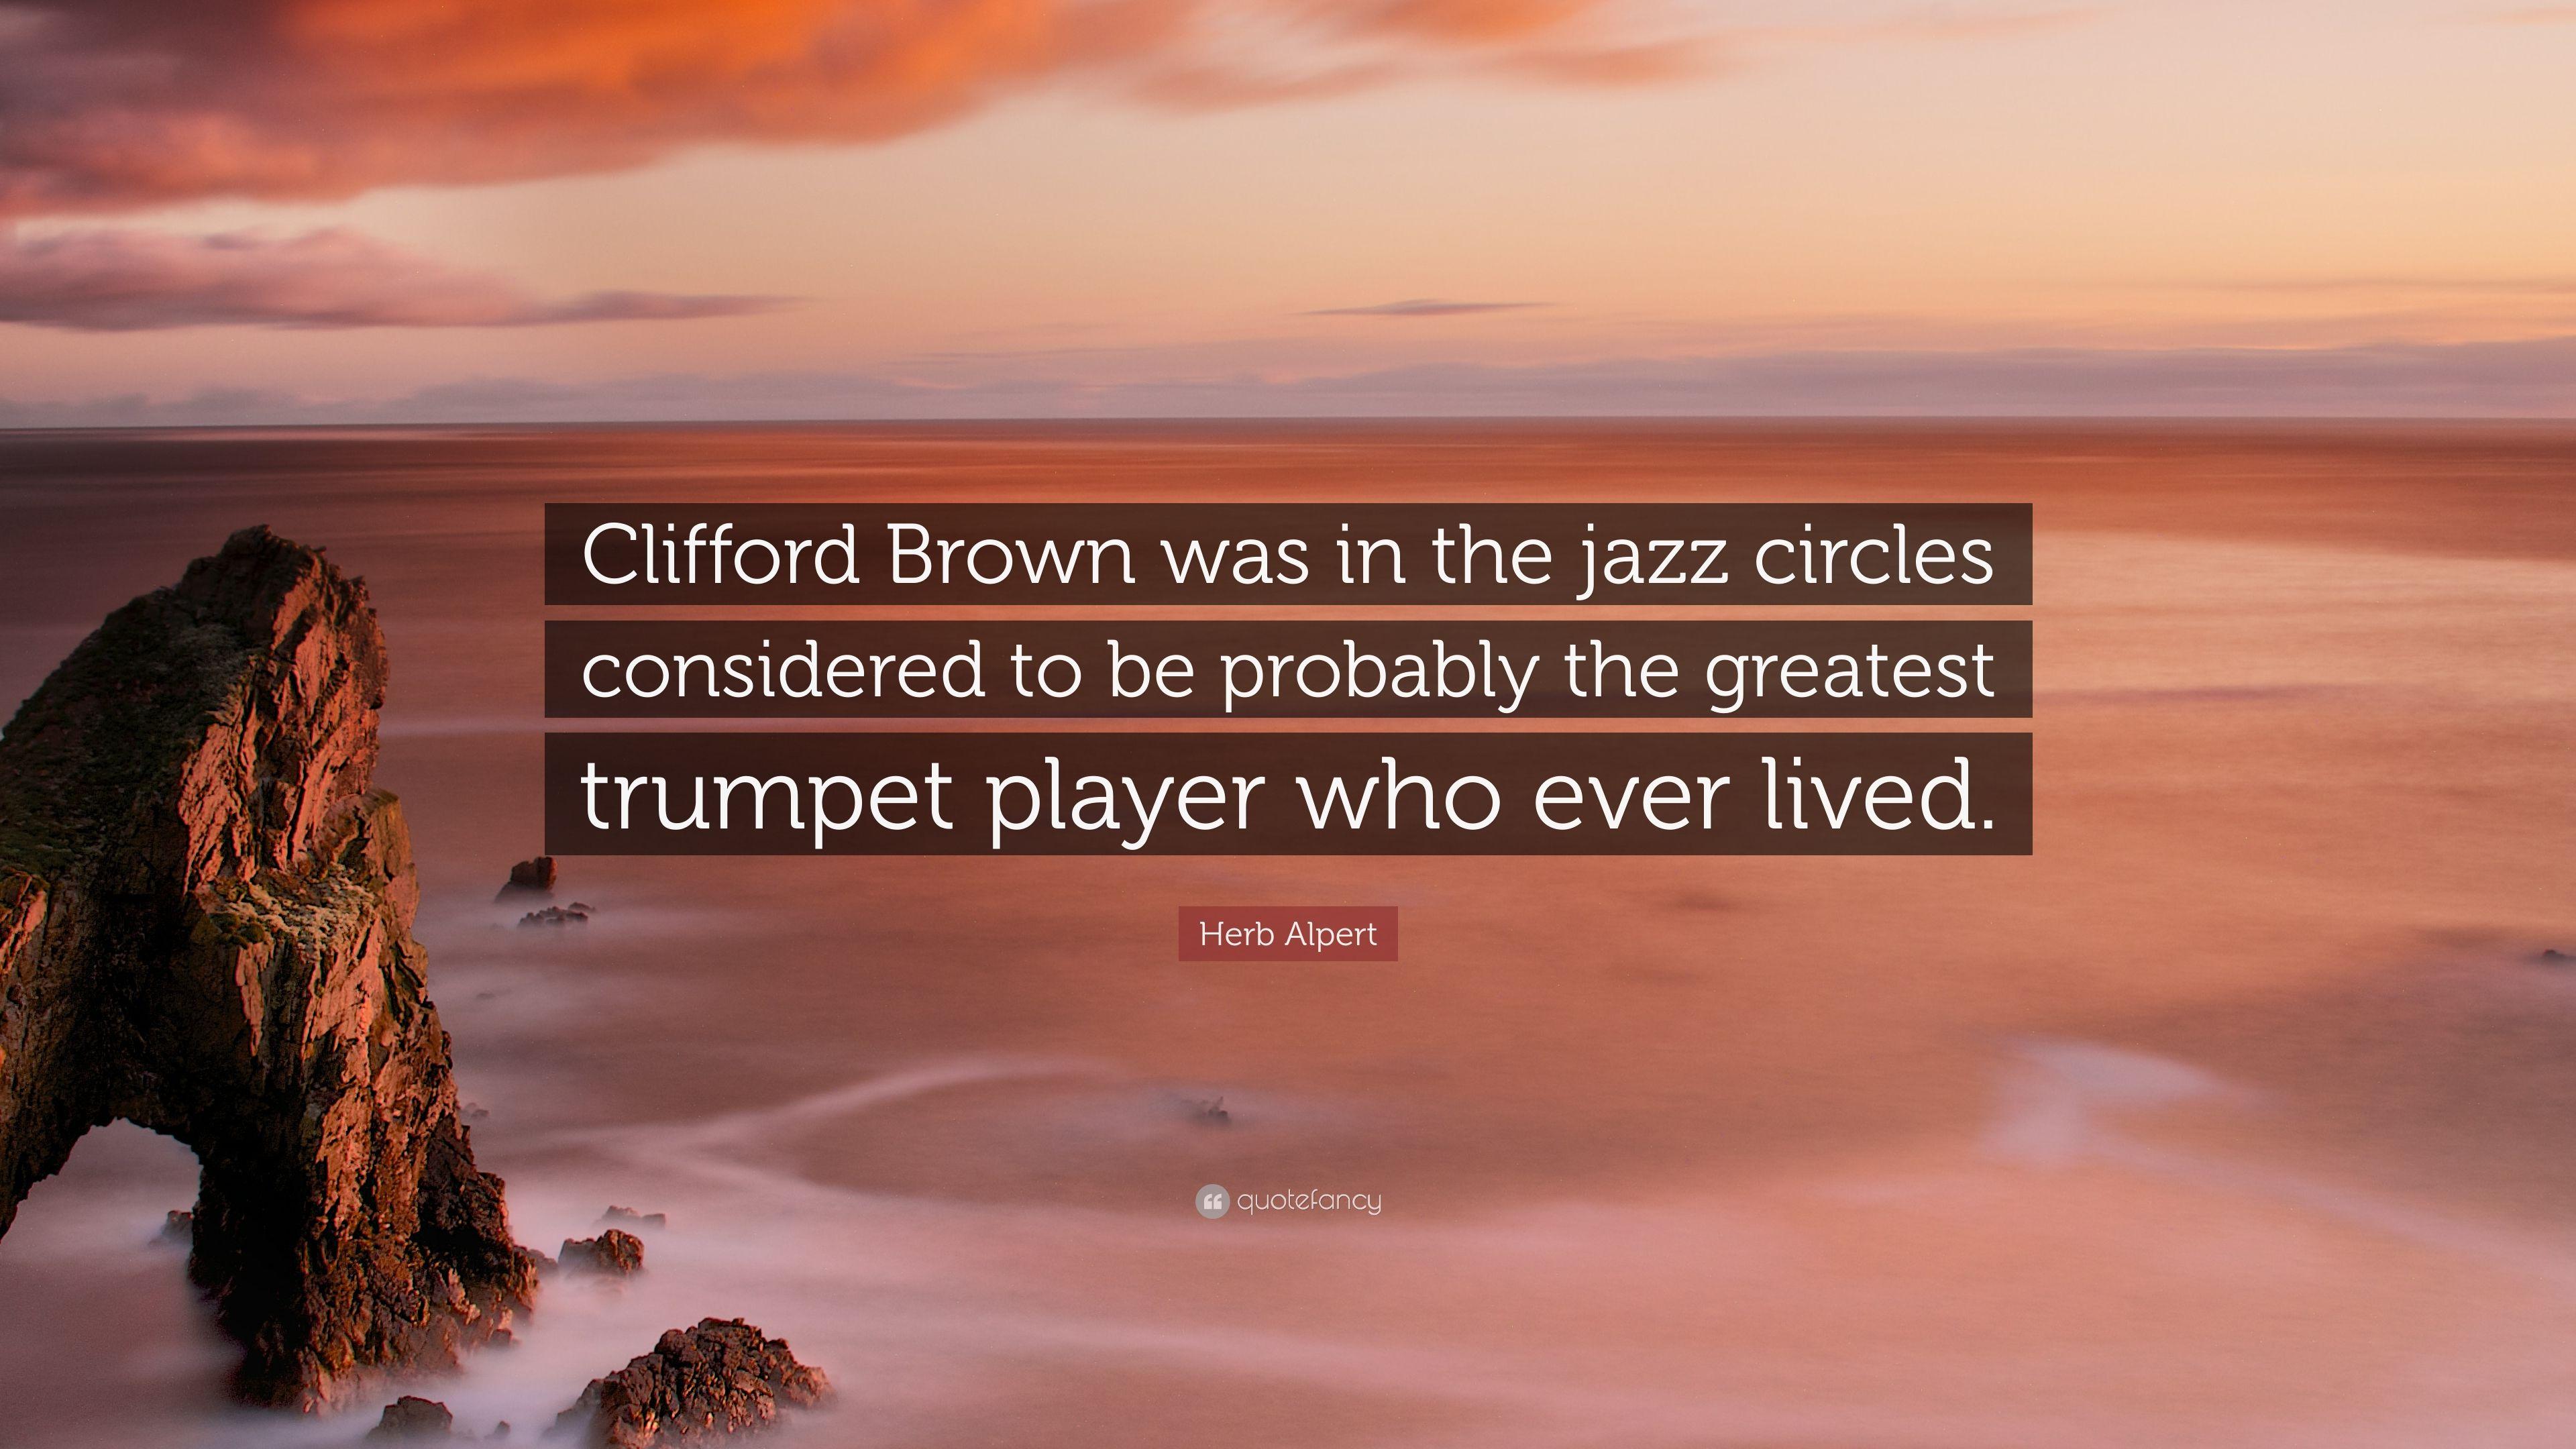 Clifford Brown was in the jazz circles
considered to be probably the greatest
trumpet player who ever lived.
Herb Alpert
quotefancy